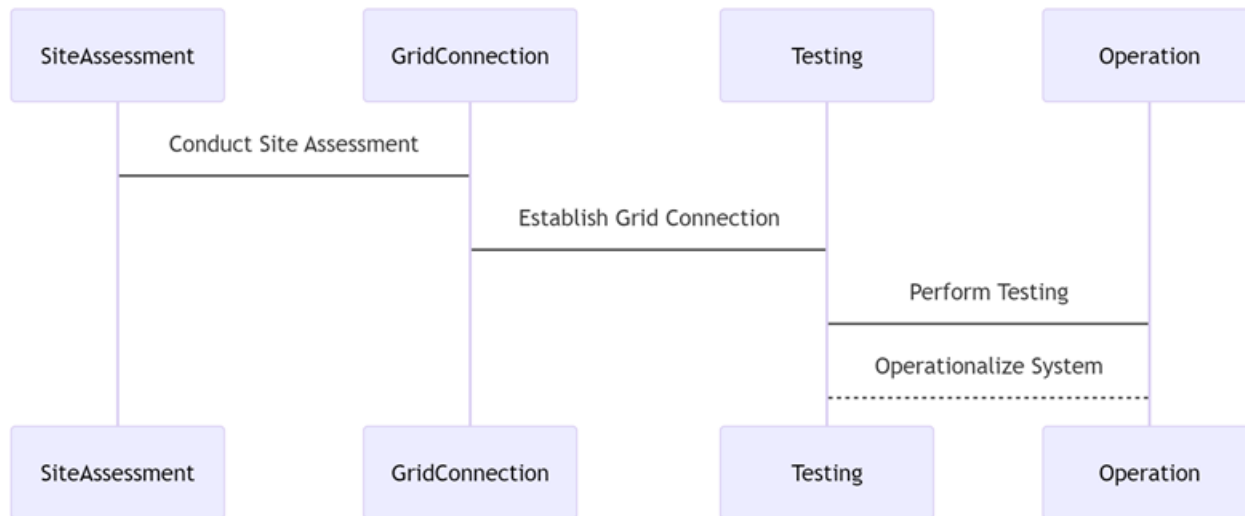 SiteAssessment
GridConnection
Testing
Operation
Conduct Site Assessment
Establish Grid Connection
Perform Testing
Operationalize System
SiteAssessment
GridConnection
Testing
Operation